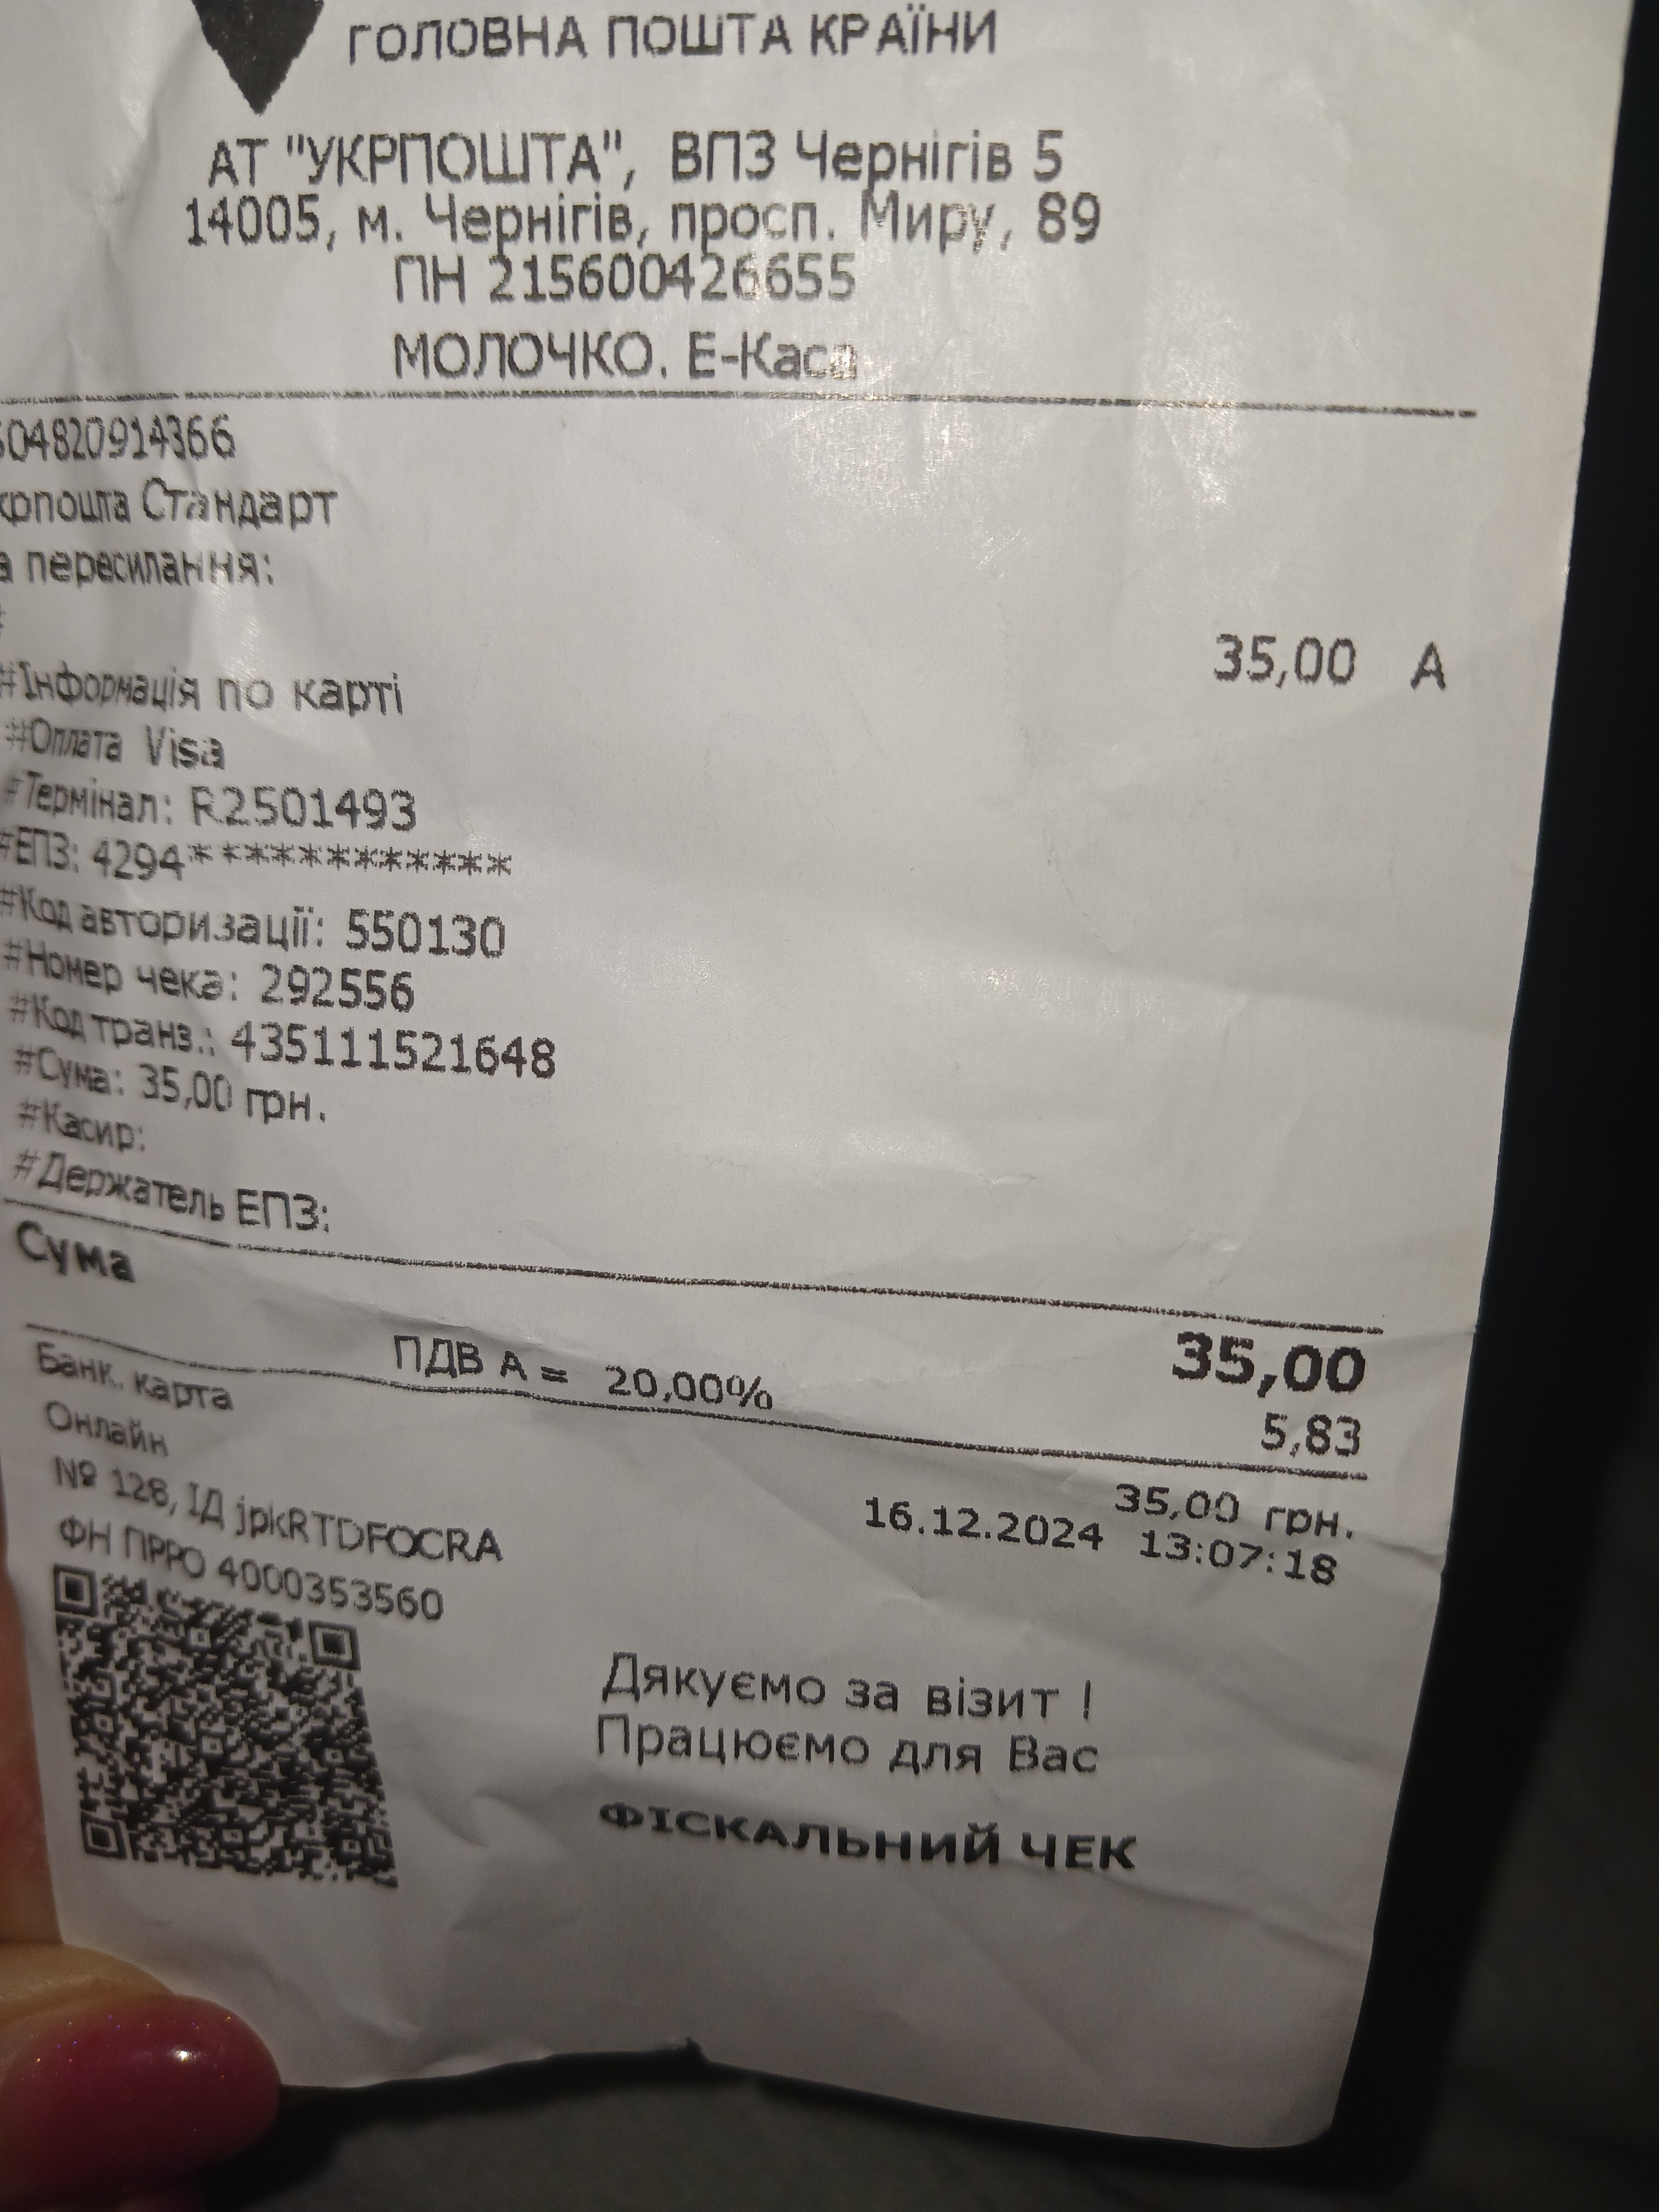 ГОЛОВНА ПОШТА КРАЇНИ
АТ "УКРПОШТА", ВПЗ Чернігів 5
14005, м. Чернігів, просп. Миру, 89
ПН 215600426655
МОЛОЧКО. Е-Каса
504820914366
крпошта Стандарт
а пересилання:
#
35,00 А
#Інформація по карті
#Оплата Visa
#Термінал: R2501493
#ЕПЗ: 4294************
#Код авторизації: 550130
#Номер чека: 292556
#Код транз.: 435111521648
#Сума: 35,00 грн.
#Касир:
#Держатель ЕПЗ:
Сума 35,00
ПДВ А = 20,00% 5,83
Банк. карта 35,00 грн.
Онлайн 16.12.2024 13:07:18
№ 128, ІД jpkRTDFOCRA
ФН ПРРО 4000353560
Дякуємо за візит !
Працюємо для Вас
ФІСКАЛЬНИЙ ЧЕК